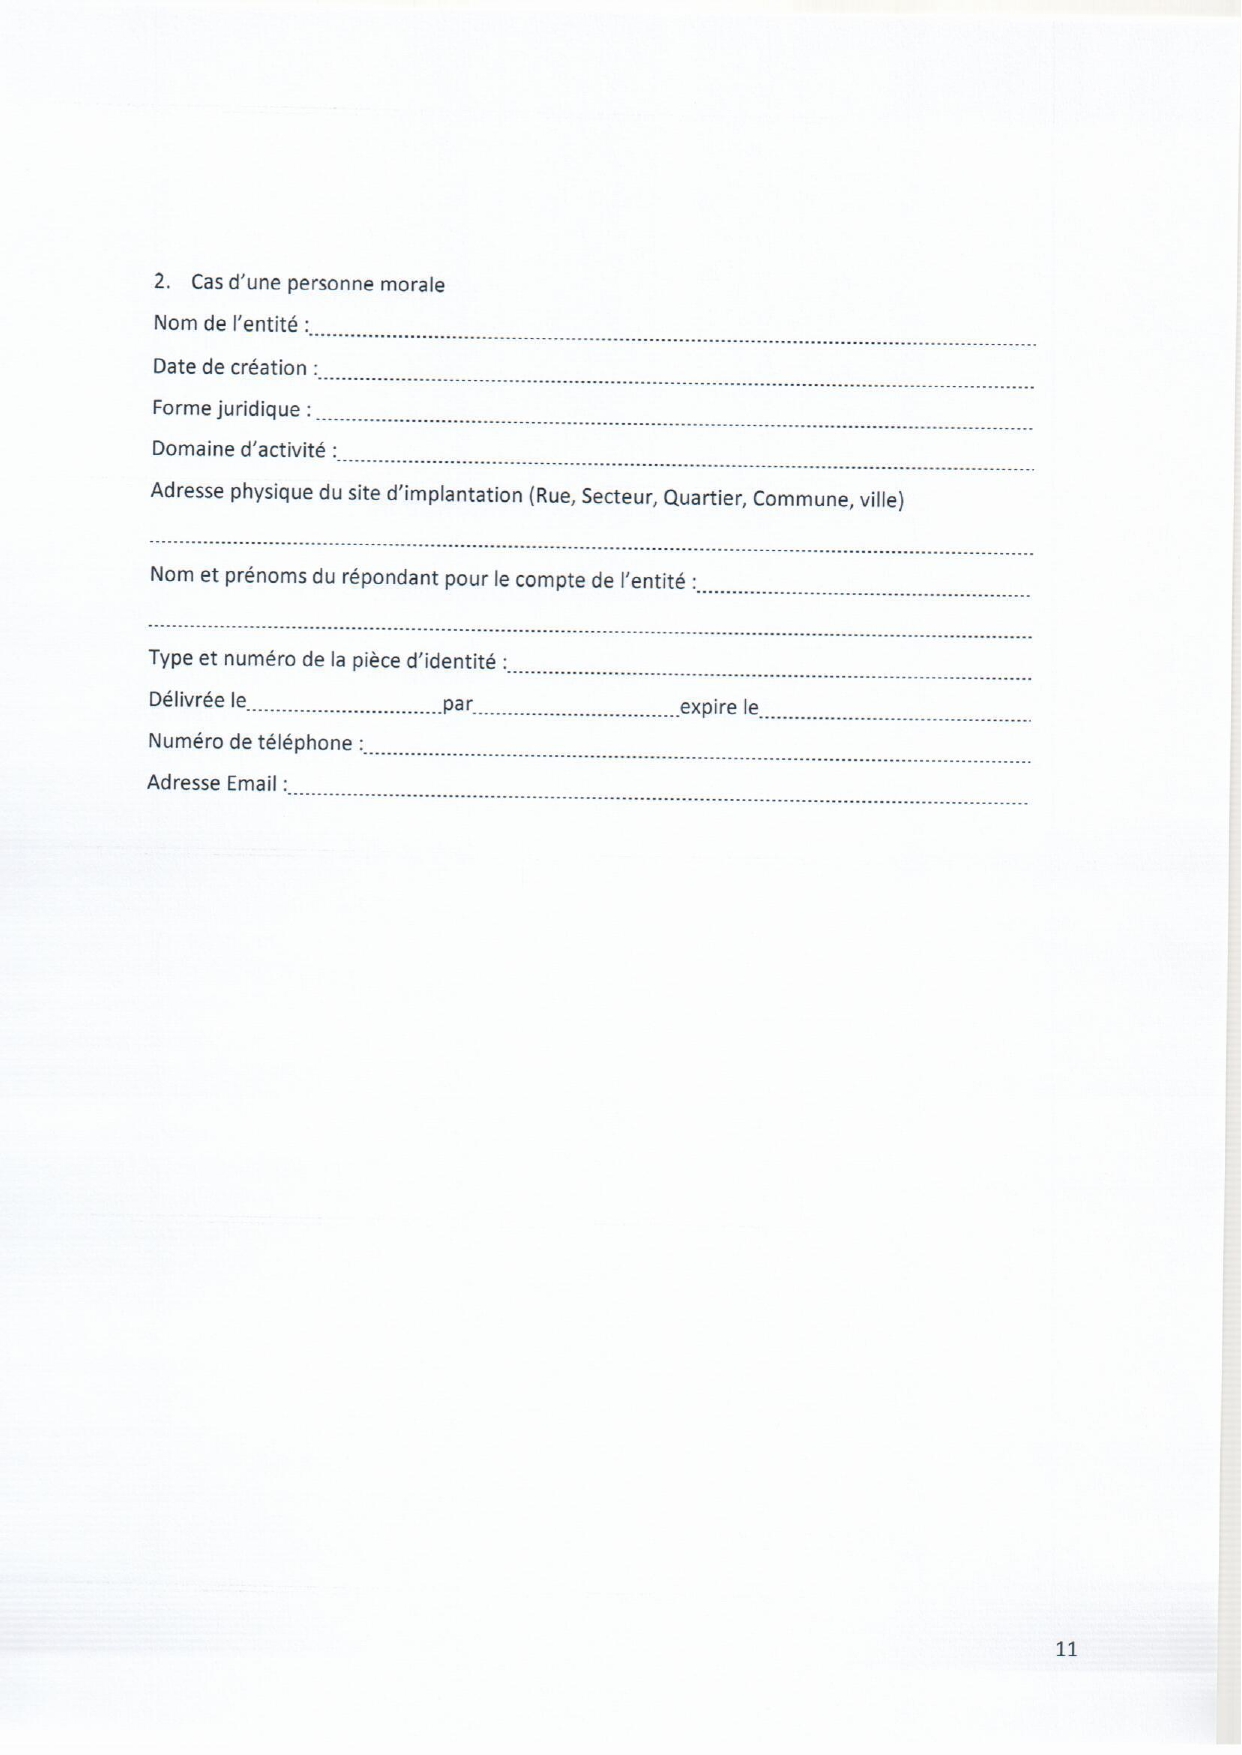 2. Cas d'une personne morale
Nom de l'entité :
Date de création :
Forme juridique :
Domaine d'activité :
Adresse physique du site d'implantation (Rue, Secteur, Quartier, Commune, ville)
Nom et prénoms du répondant pour le compte de l'entité :
Type et numéro de la pièce d'identité :
Délivrée le par expire le
Numéro de téléphone :
Adresse Email :
11